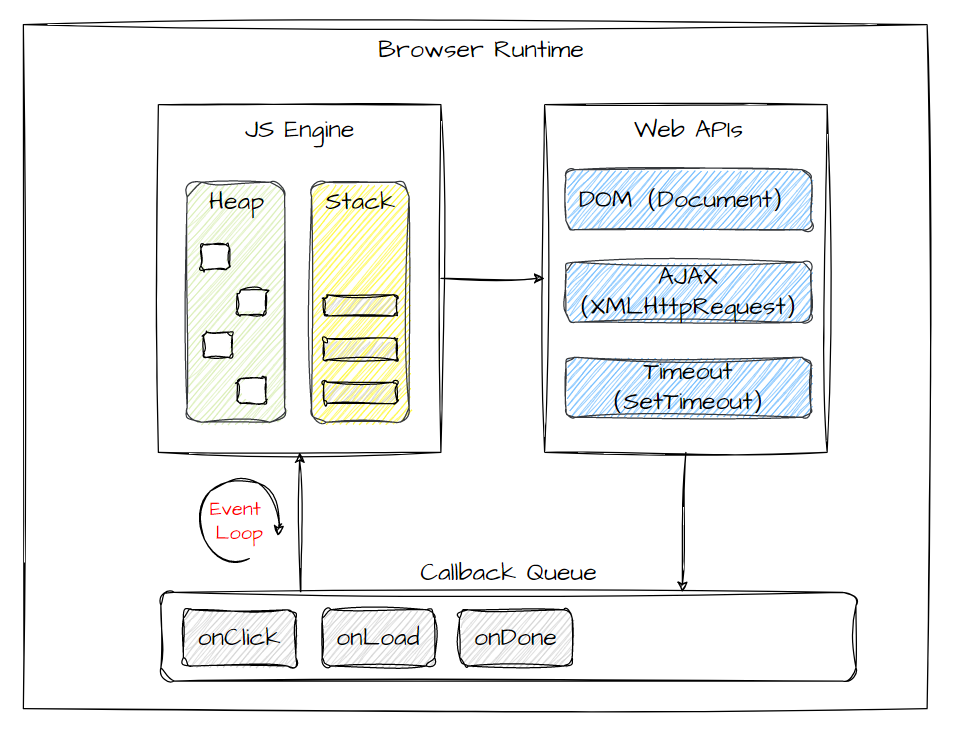 Browser Runtime
JS Engine
Heap
Stack
Web APIs
DOM (Document)
AJAX
(XMLHttpRequest)
Timeout
(SetTimeout)
Event
Loop
Callback Queue
onClick
onLoad
onDone